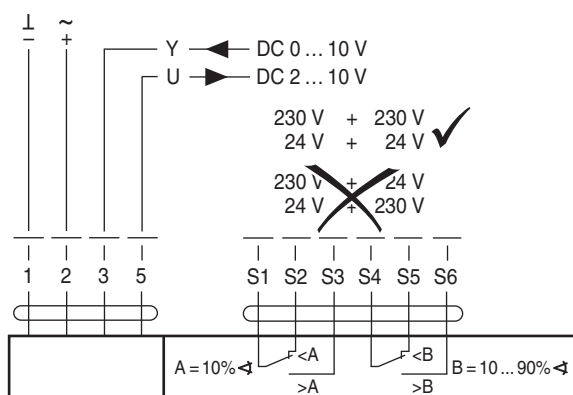 ⊥ ~
– +
Y DC 0 ... 10 V
U DC 2 ... 10 V
230 V + 230 V
24 V + 24 V
230 V + 24 V
24 V + 230 V
1 2 3 5 S1 S2 S3 S4 S5 S6
A = 10% ∢ <A <B B = 10 ... 90% ∢
>A >B